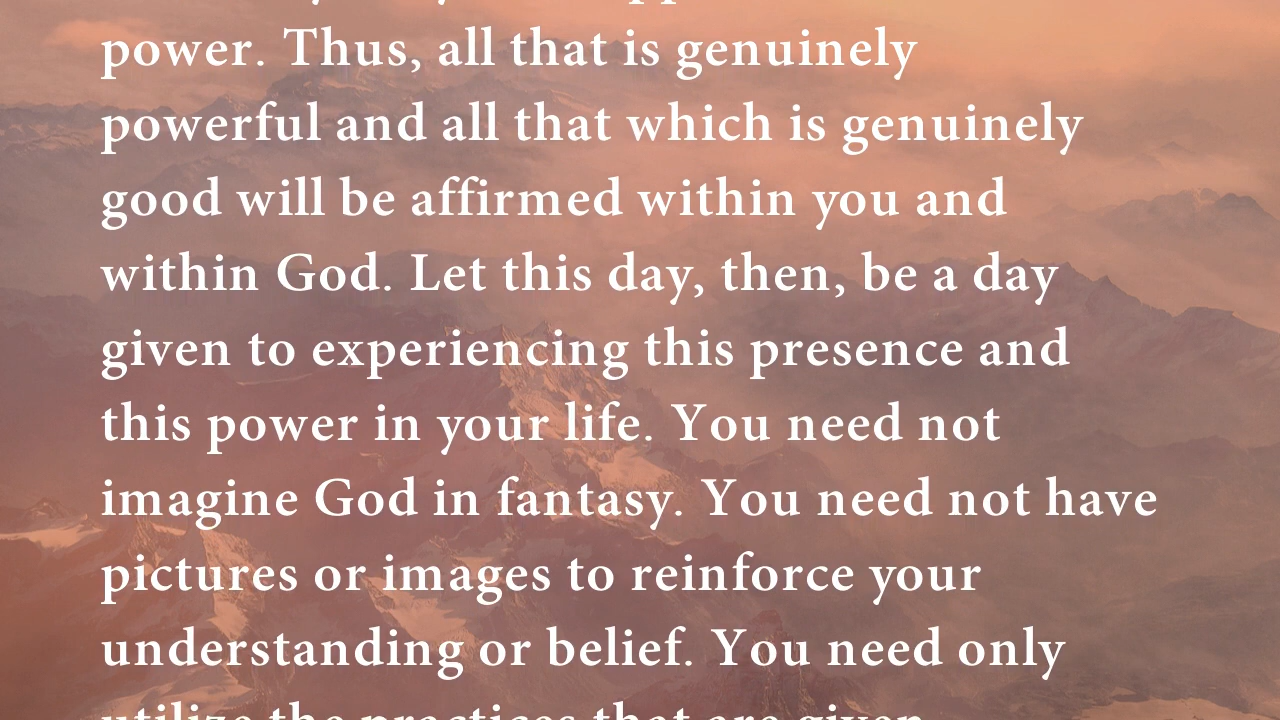 power. Thus, all that is genuinely
powerful and all that which is genuinely
good will be affirmed within you and
within God. Let this day, then, be a day
given to experiencing this presence and
this power in your life. You need not
imagine God in fantasy. You need not have
pictures or images to reinforce your
understanding or belief. You need only
utilize the practices that are given